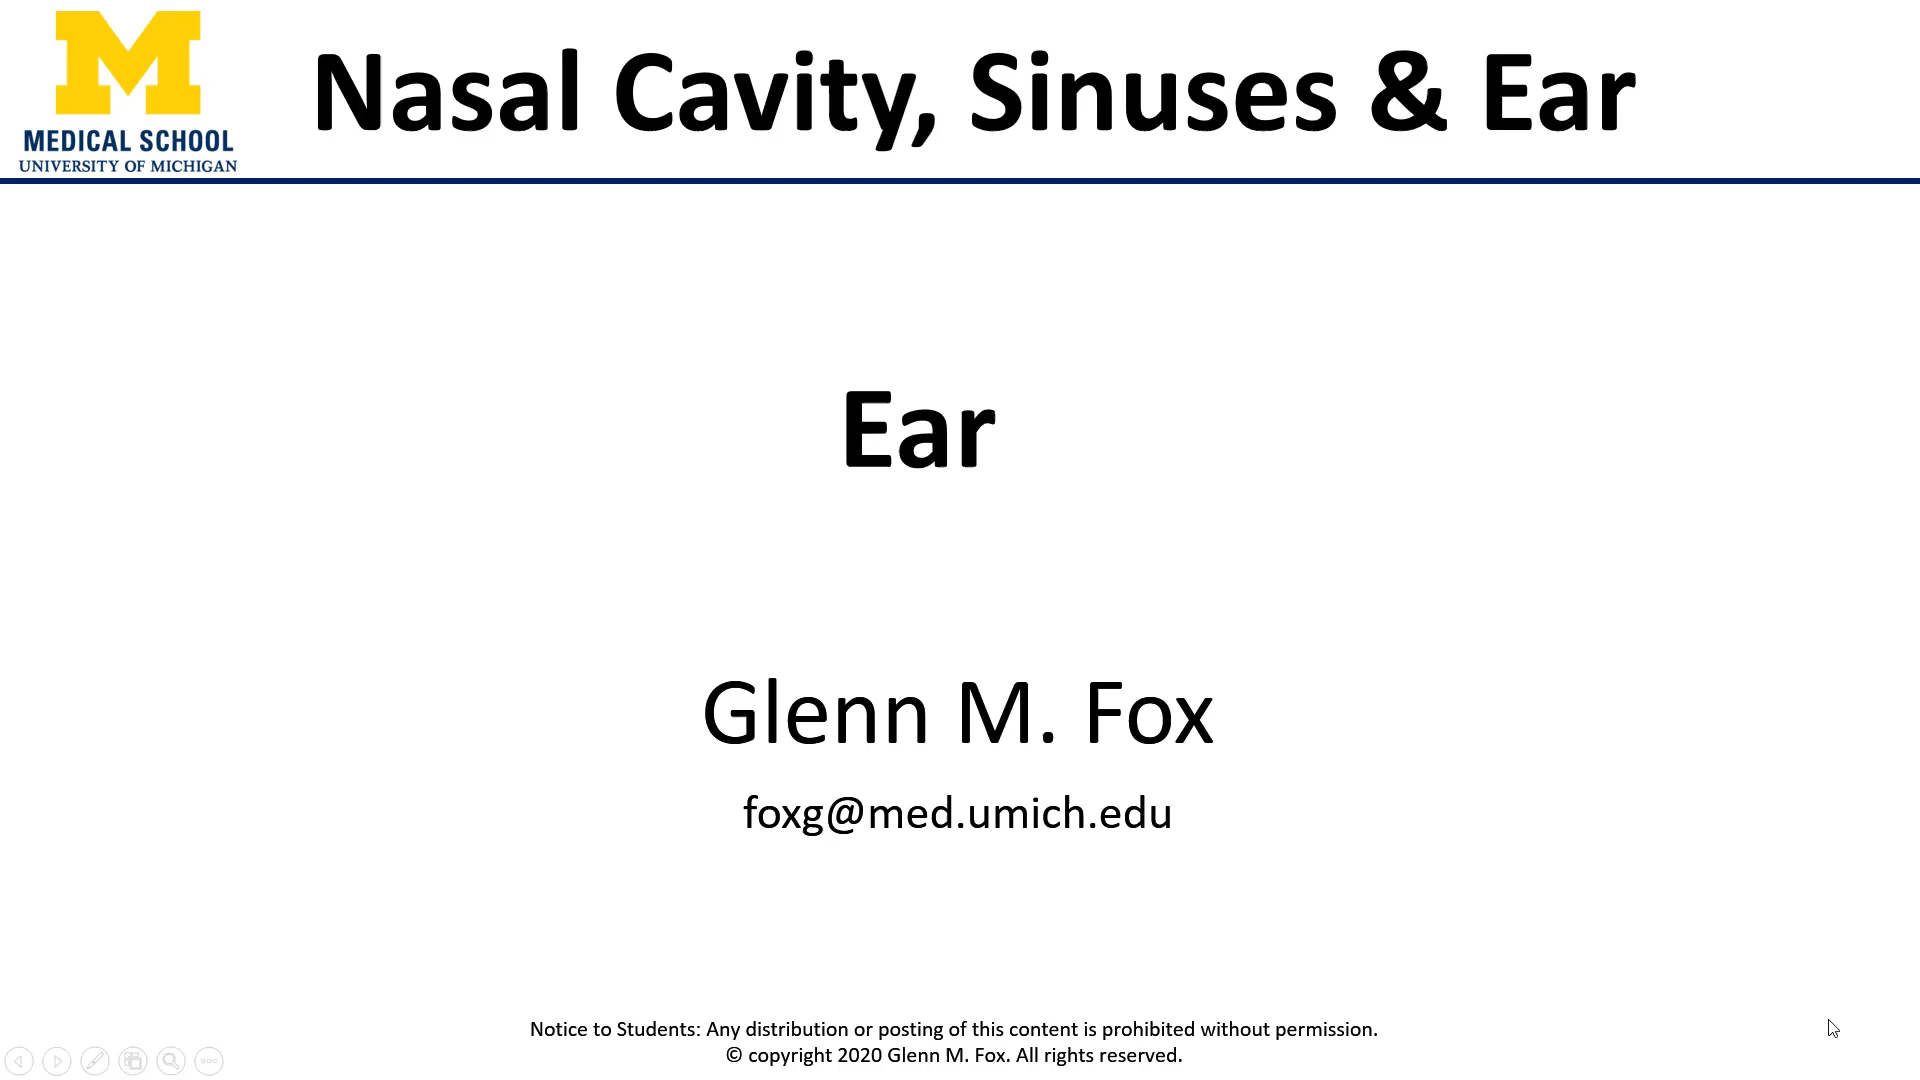 M
MEDICAL SCHOOL
UNIVERSITY OF MICHIGAN
Nasal Cavity, Sinuses & Ear
Ear
Glenn M. Fox
foxg@med.umich.edu
Notice to Students: Any distribution or posting of this content is prohibited without permission.
© copyright 2020 Glenn M. Fox. All rights reserved.